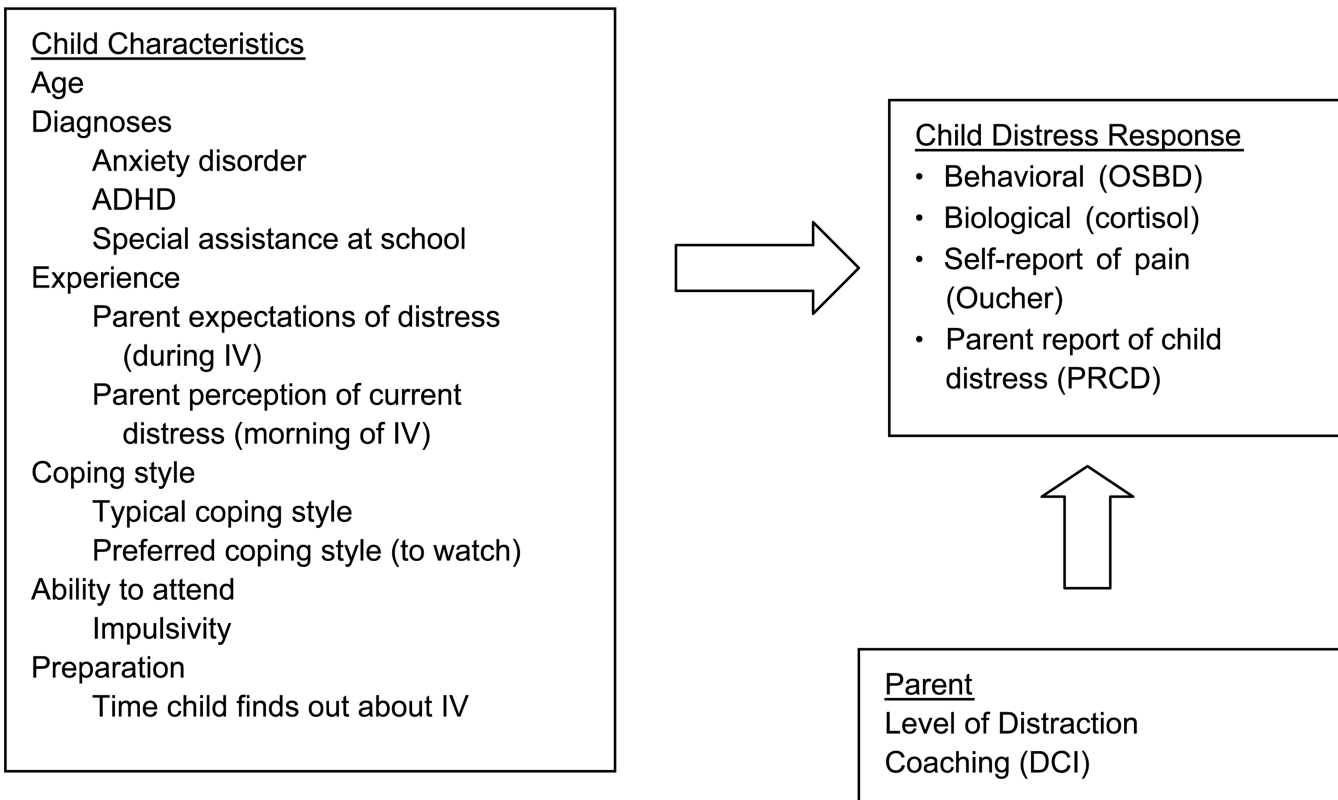 Child Characteristics
Age
Diagnoses
Anxiety disorder
ADHD
Special assistance at school
Experience
Parent expectations of distress
(during IV)
Parent perception of current
distress (morning of IV)
Coping style
Typical coping style
Preferred coping style (to watch)
Ability to attend
Impulsivity
Preparation
Time child finds out about IV
Child Distress Response
• Behavioral (OSBD)
• Biological (cortisol)
• Self-report of pain
(Oucher)
• Parent report of child
distress (PRCD)
Parent
Level of Distraction
Coaching (DCI)